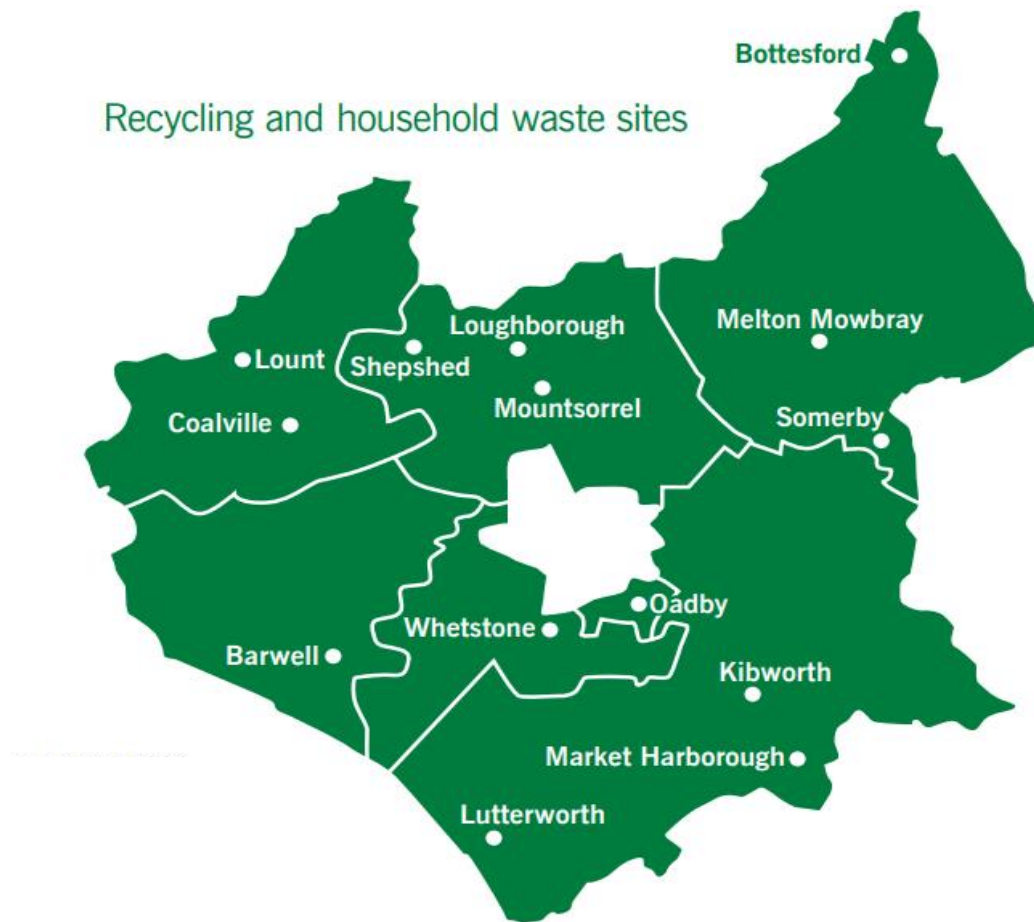 Bottesford
Recycling and household waste sites
Loughborough
Melton Mowbray
Lount
Shepshed
Mountsorrel
Coalville
Somerby
Oadby
Whetstone
Barwell
Kibworth
Market Harborough
Lutterworth